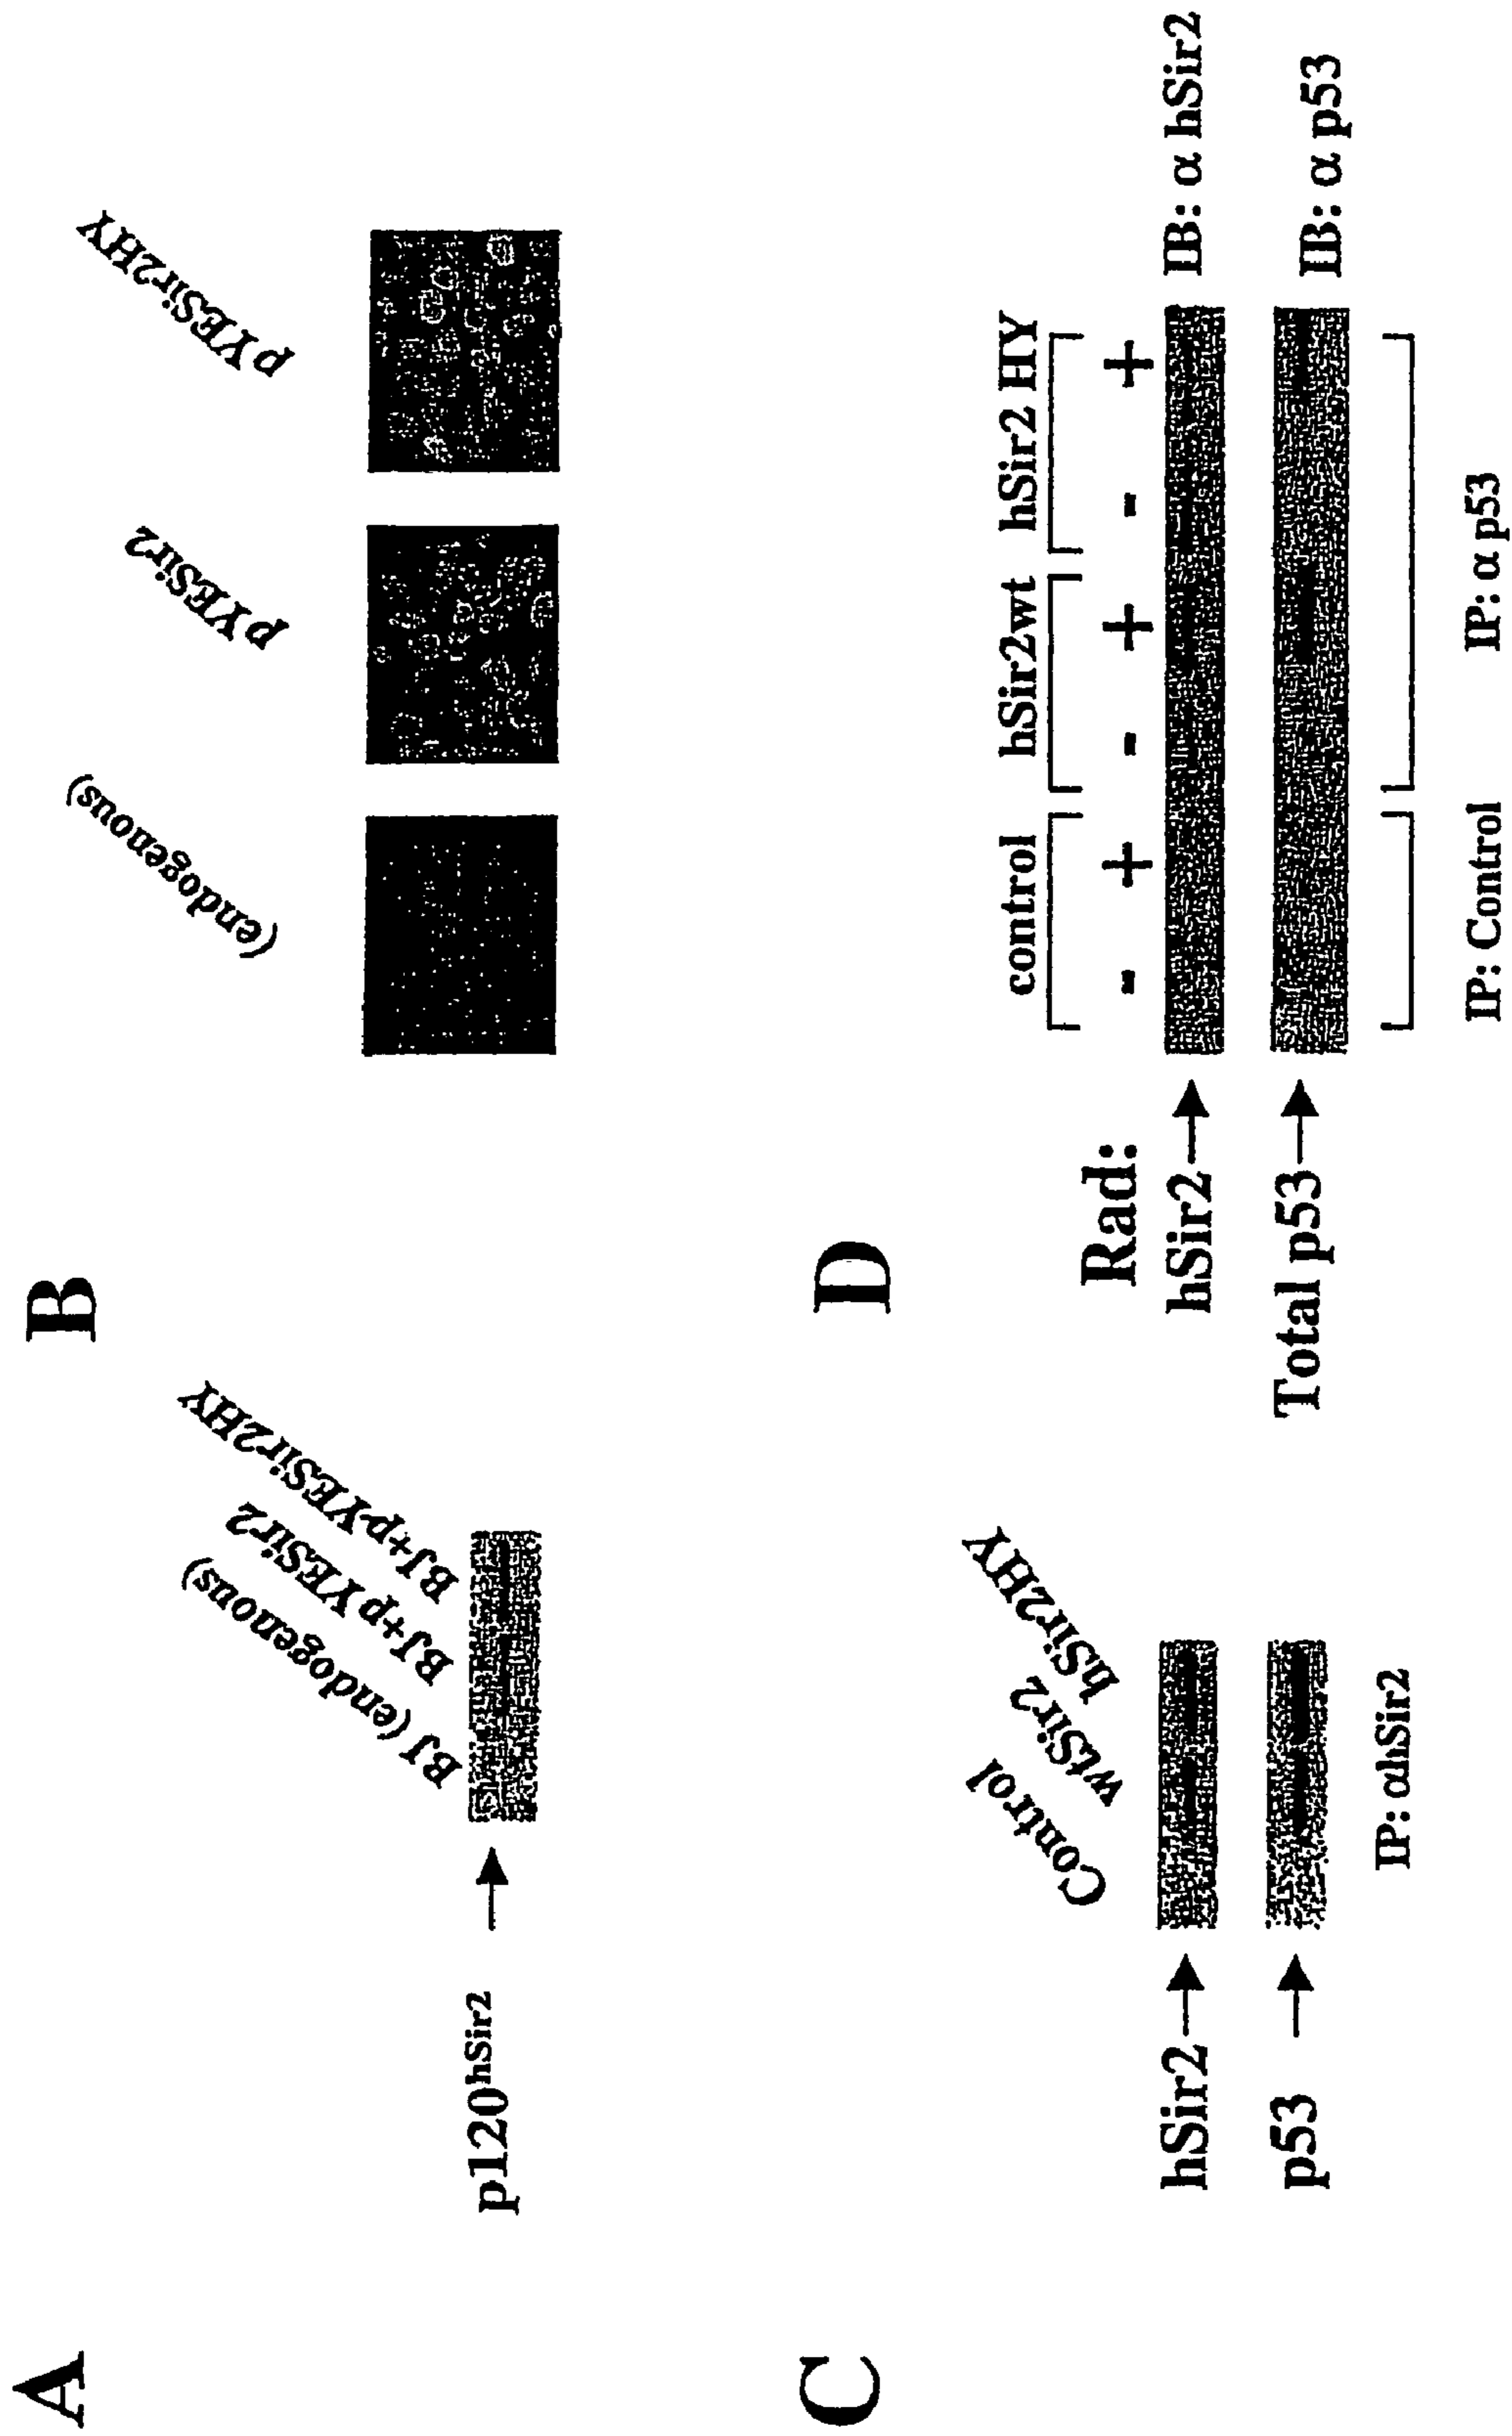 A
BJ (endogenous)
BJ+pYESir2
BJ+pYESir2HY
p120hSir2
B
(endogenous)
pYESir2
pYESir2HY
C
Control
wtSir2
hSir2HY
hSir2
p53
IP: αhSir2
D
control hSir2wt hSir2 HY
Rad: - + - + - +
hSir2 IB: α hSir2
Total p53 IB: α p53
IP: Control IP: α p53